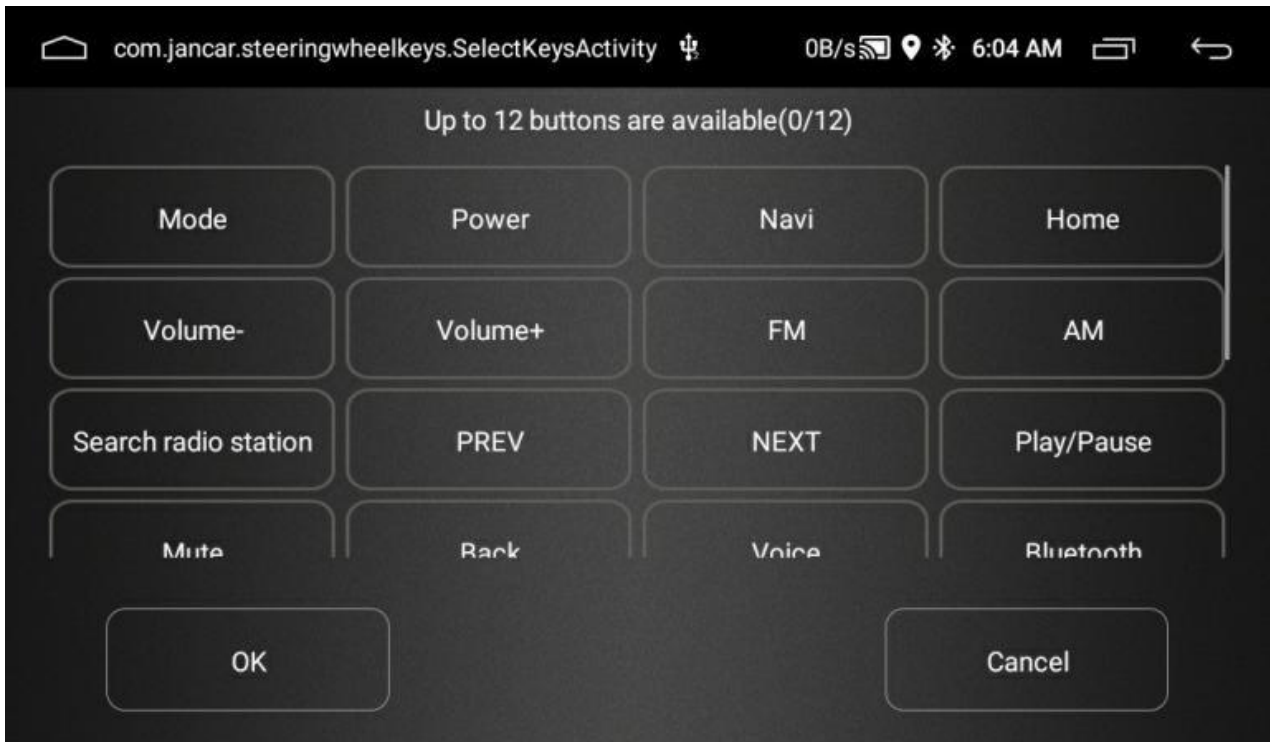 com.jancar.steeringwheelkeys.SelectKeysActivity 0B/s 6:04 AM
Up to 12 buttons are available(0/12)
Mode Power Navi Home
Volume- Volume+ FM AM
Search radio station PREV NEXT Play/Pause
Mute Back Voice Bluetooth
OK Cancel